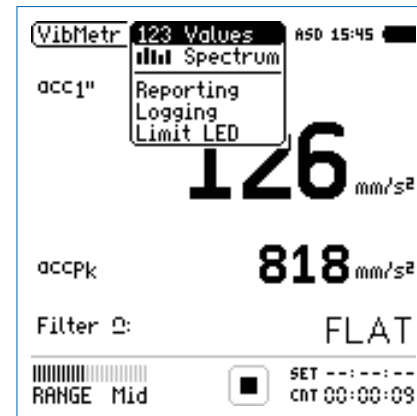 VibMetr 123 Values ASD 15:45
Spectrum
acc1" Reporting
Logging
Limit LED
126 mm/s²
accPk 818 mm/s²
Filter Ω: FLAT
RANGE Mid SET --:--:--
CNT 00:00:09